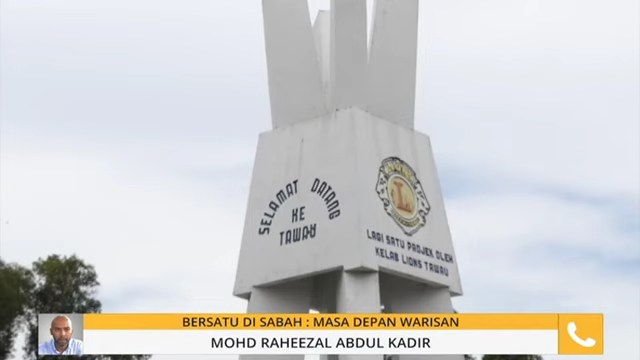 SELAMAT DATANG
KE
TAWAU
L
LAGI SATU PROJEK OLEH
KELAB LIONS TAWAU
BERSATU DI SABAH : MASA DEPAN WARISAN
MOHD RAHEEZAL ABDUL KADIR